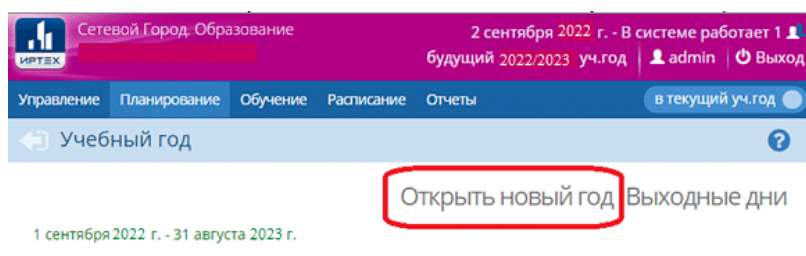 Сетевой Город. Образование
2 сентября 2022 г. - В системе работает 1
ИРТЕХ
будущий 2022/2023 уч.год admin Выход
Управление Планирование Обучение Расписание Отчеты в текущий уч.год
Учебный год ?
Открыть новый год Выходные дни
1 сентября 2022 г. - 31 августа 2023 г.